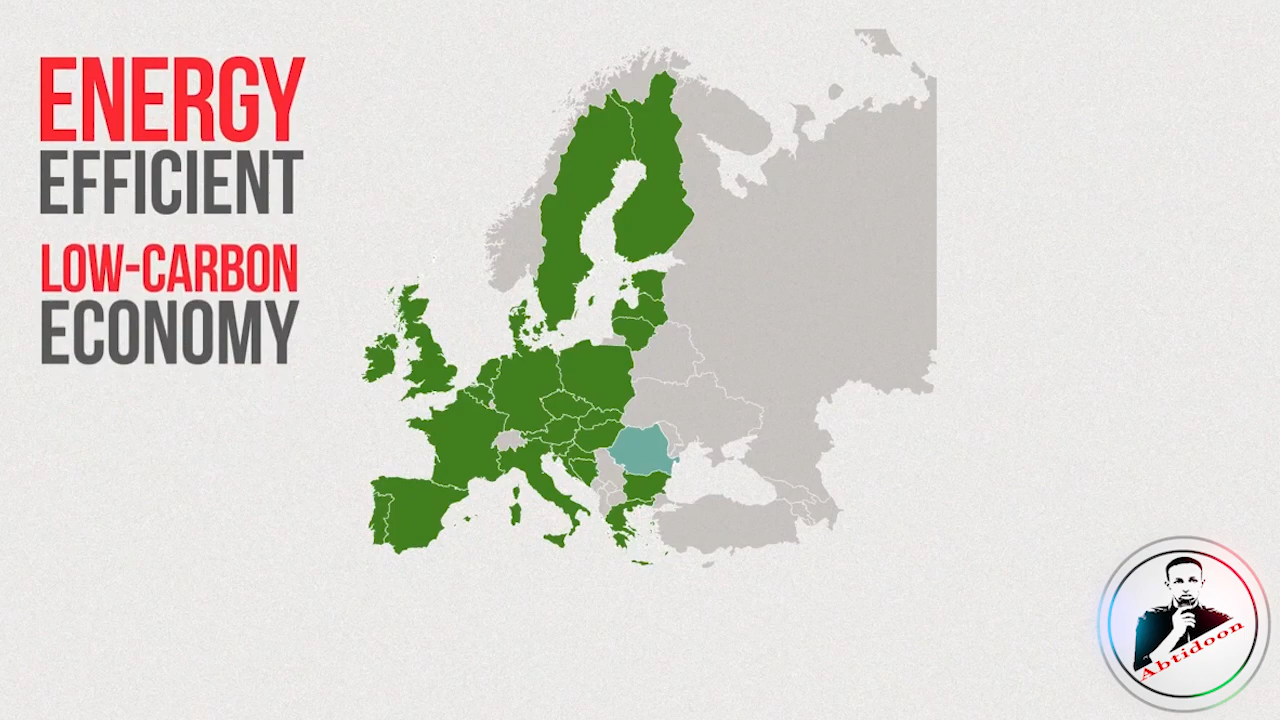 ENERGY
EFFICIENT
LOW-CARBON
ECONOMY
Abtidoon